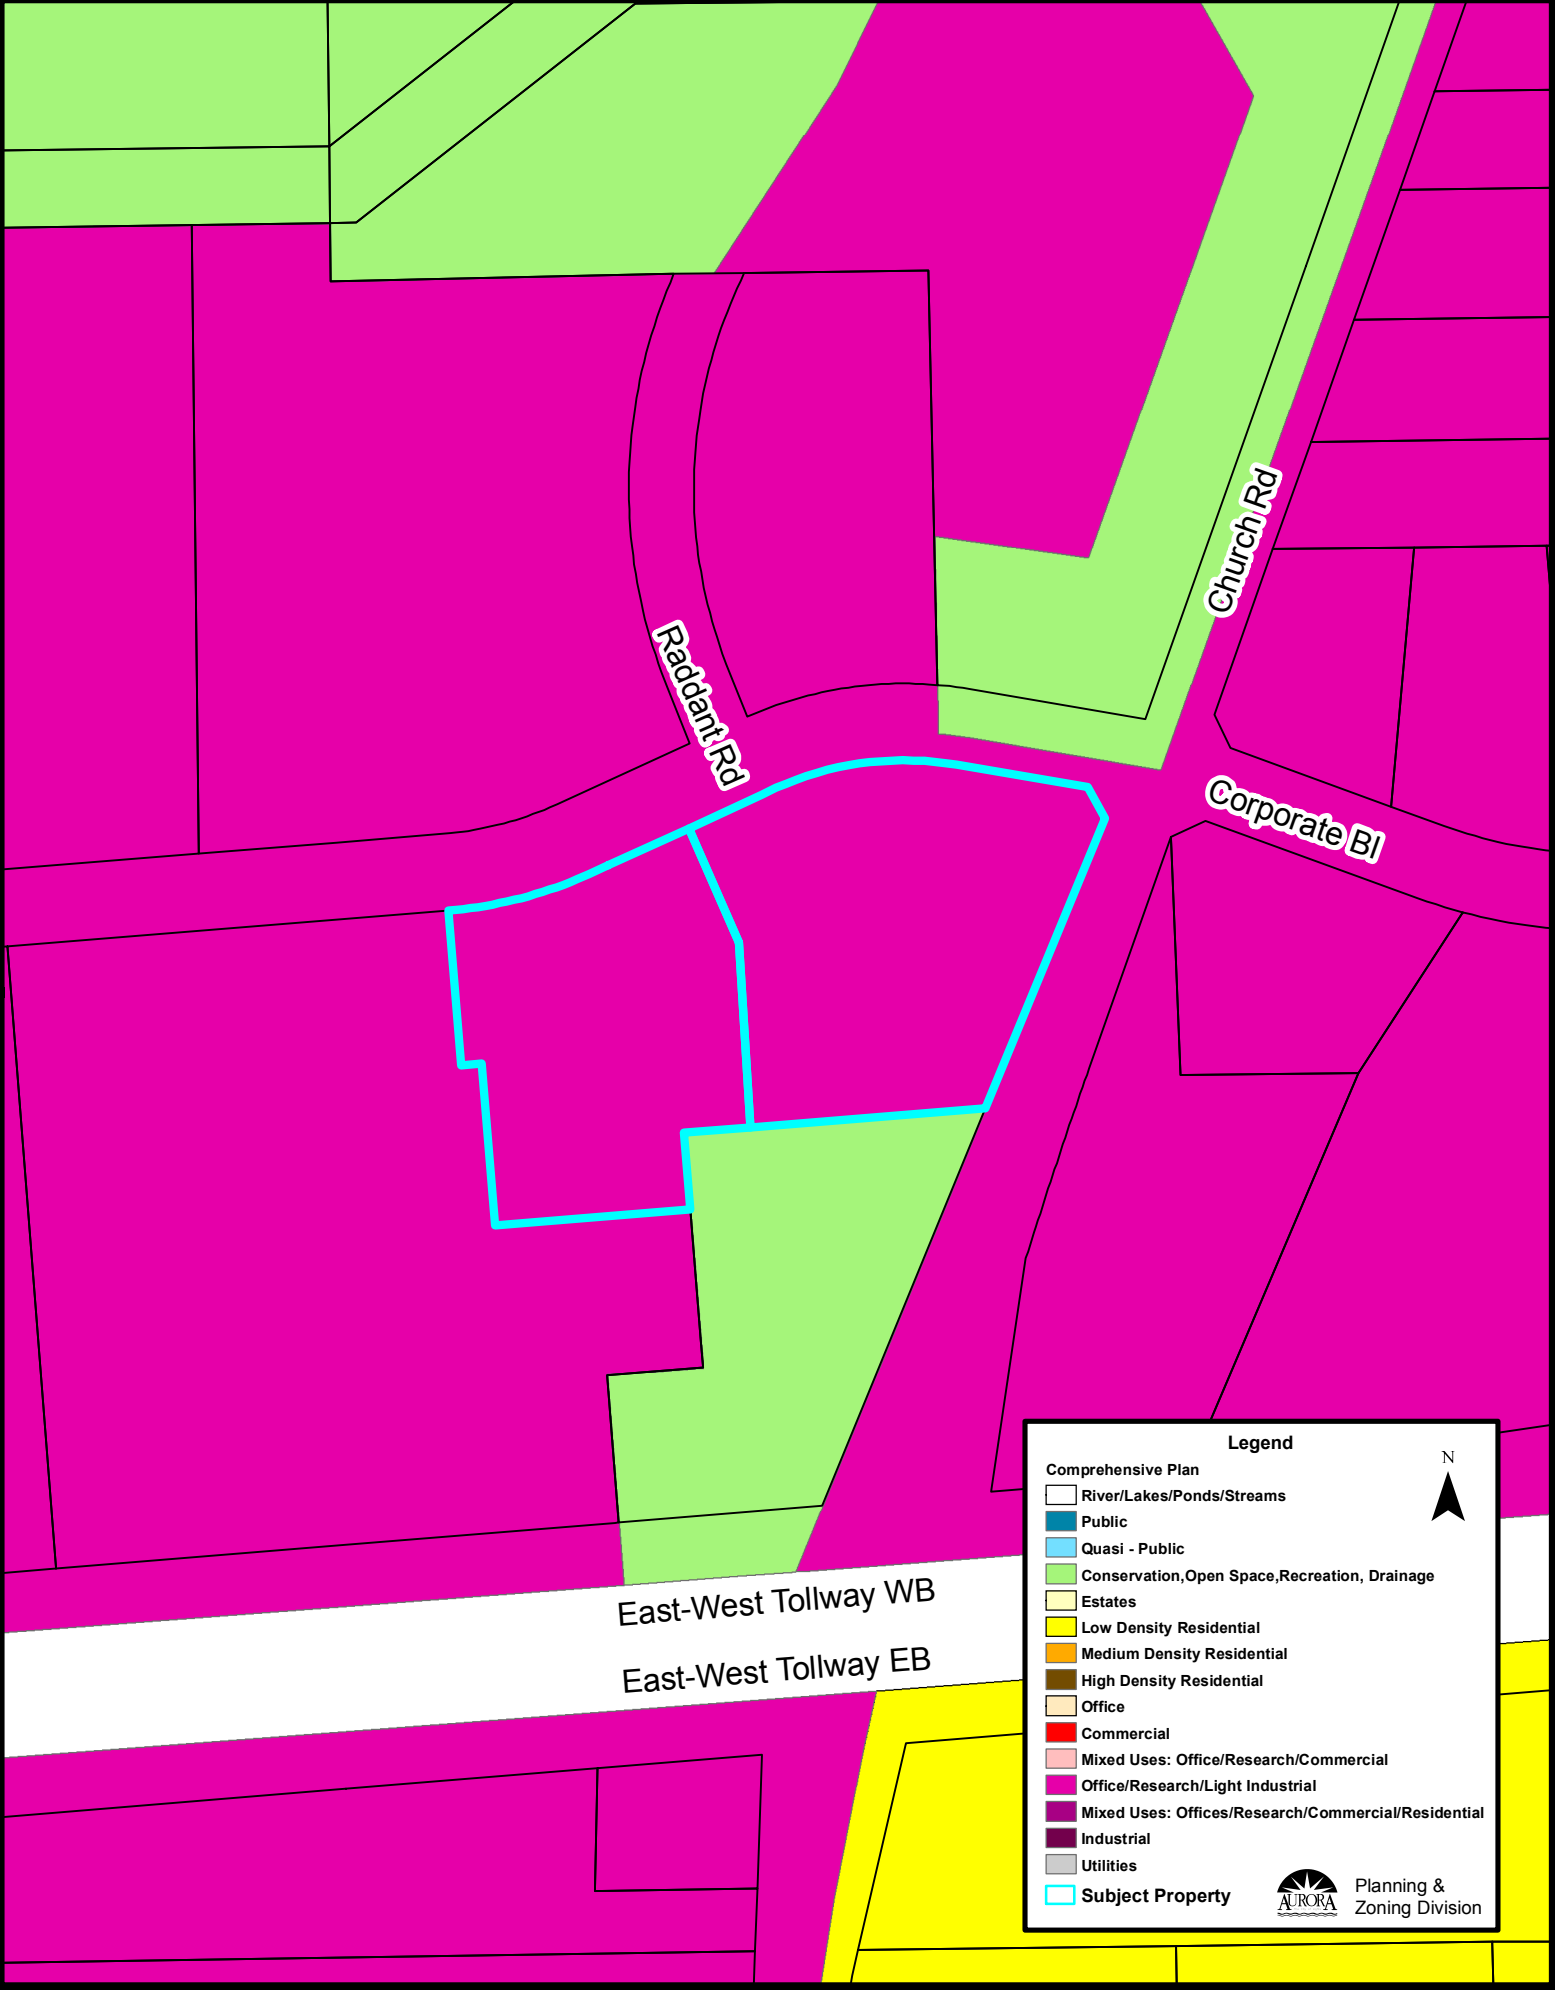 Church Rd
Raddant Rd
Corporate Bl
East-West Tollway WB
East-West Tollway EB
Legend
N
Comprehensive Plan
River/Lakes/Ponds/Streams
Public
Quasi - Public
Conservation,Open Space,Recreation, Drainage
Estates
Low Density Residential
Medium Density Residential
High Density Residential
Office
Commercial
Mixed Uses: Office/Research/Commercial
Office/Research/Light Industrial
Mixed Uses: Offices/Research/Commercial/Residential
Industrial
Utilities
Subject Property
AURORA
Planning &
Zoning Division